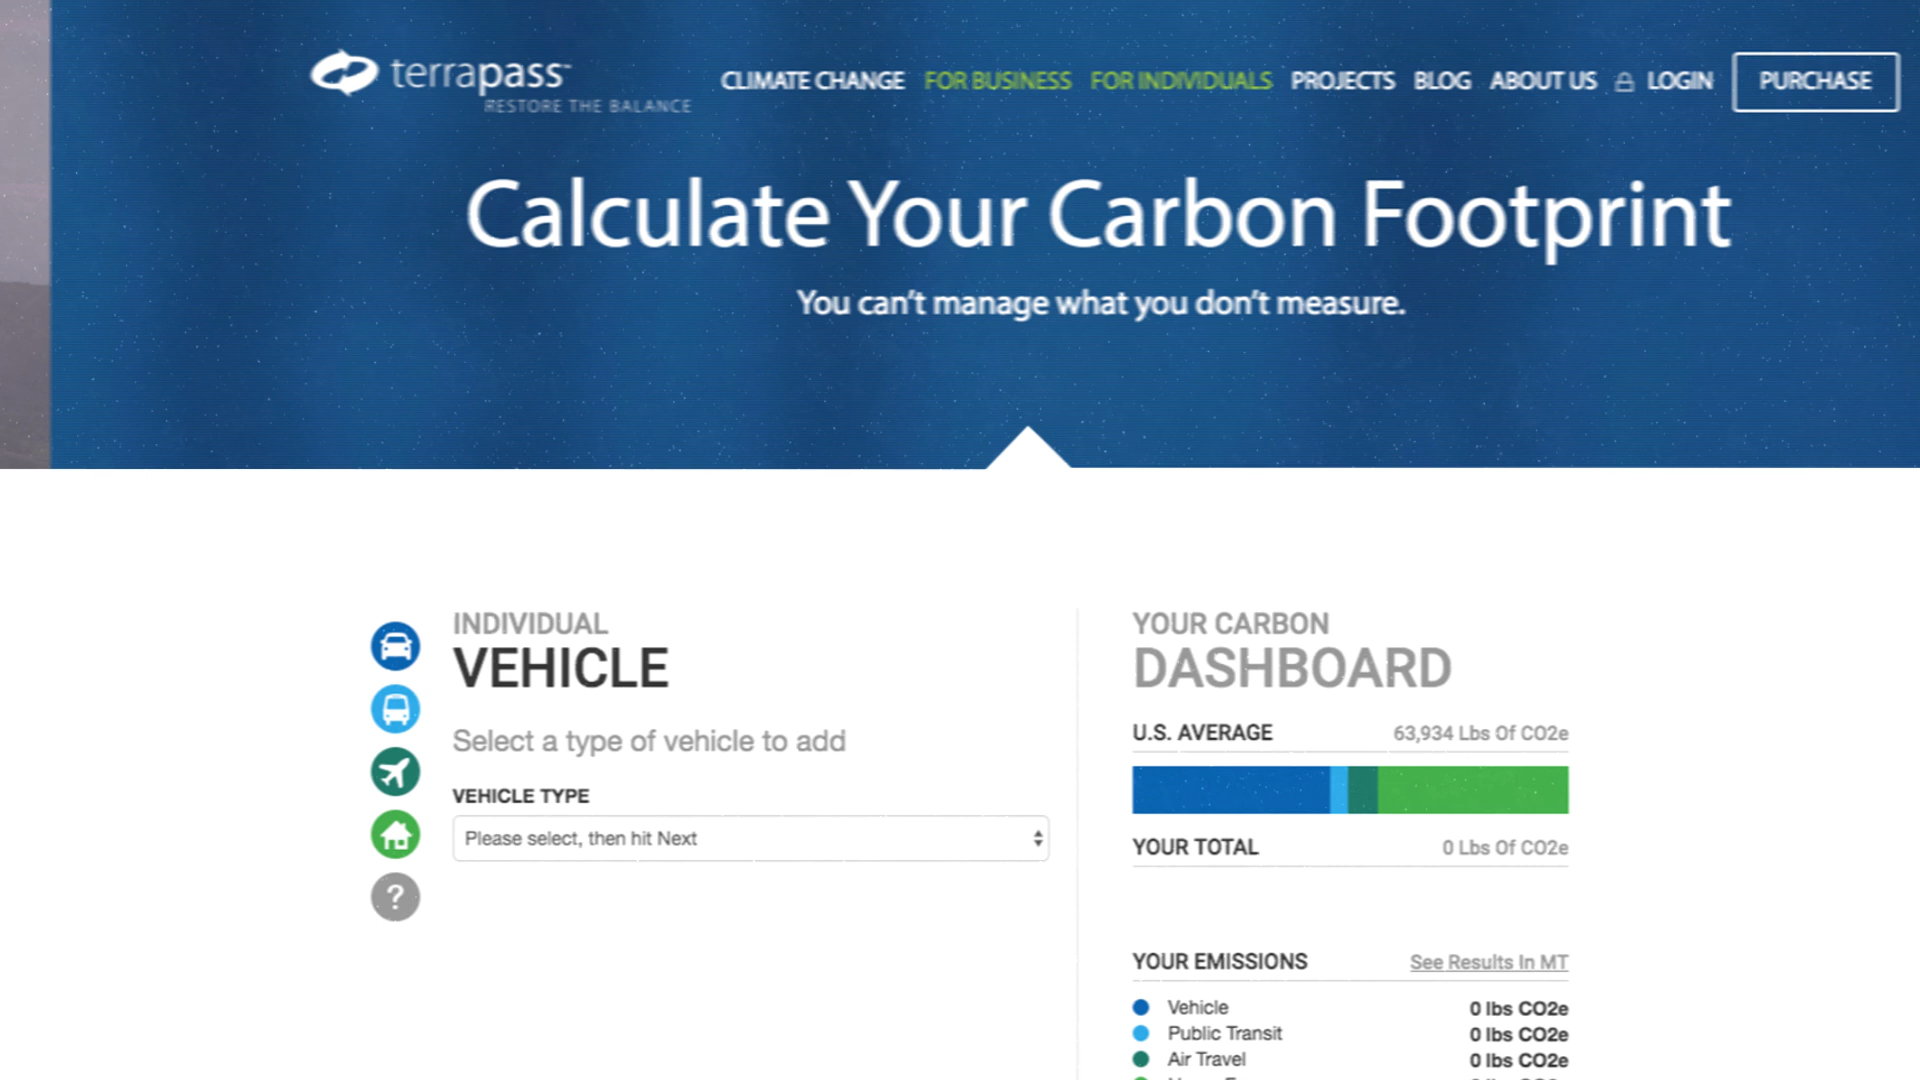 terrapass™
RESTORE THE BALANCE
CLIMATE CHANGE FOR BUSINESS FOR INDIVIDUALS PROJECTS BLOG ABOUT US LOGIN PURCHASE
Calculate Your Carbon Footprint
You can't manage what you don't measure.
INDIVIDUAL
VEHICLE
Select a type of vehicle to add
VEHICLE TYPE
Please select, then hit Next
?
YOUR CARBON
DASHBOARD
U.S. AVERAGE 63,934 Lbs Of CO2e
YOUR TOTAL 0 Lbs Of CO2e
YOUR EMISSIONS See Results In MT
Vehicle 0 lbs CO2e
Public Transit 0 lbs CO2e
Air Travel 0 lbs CO2e